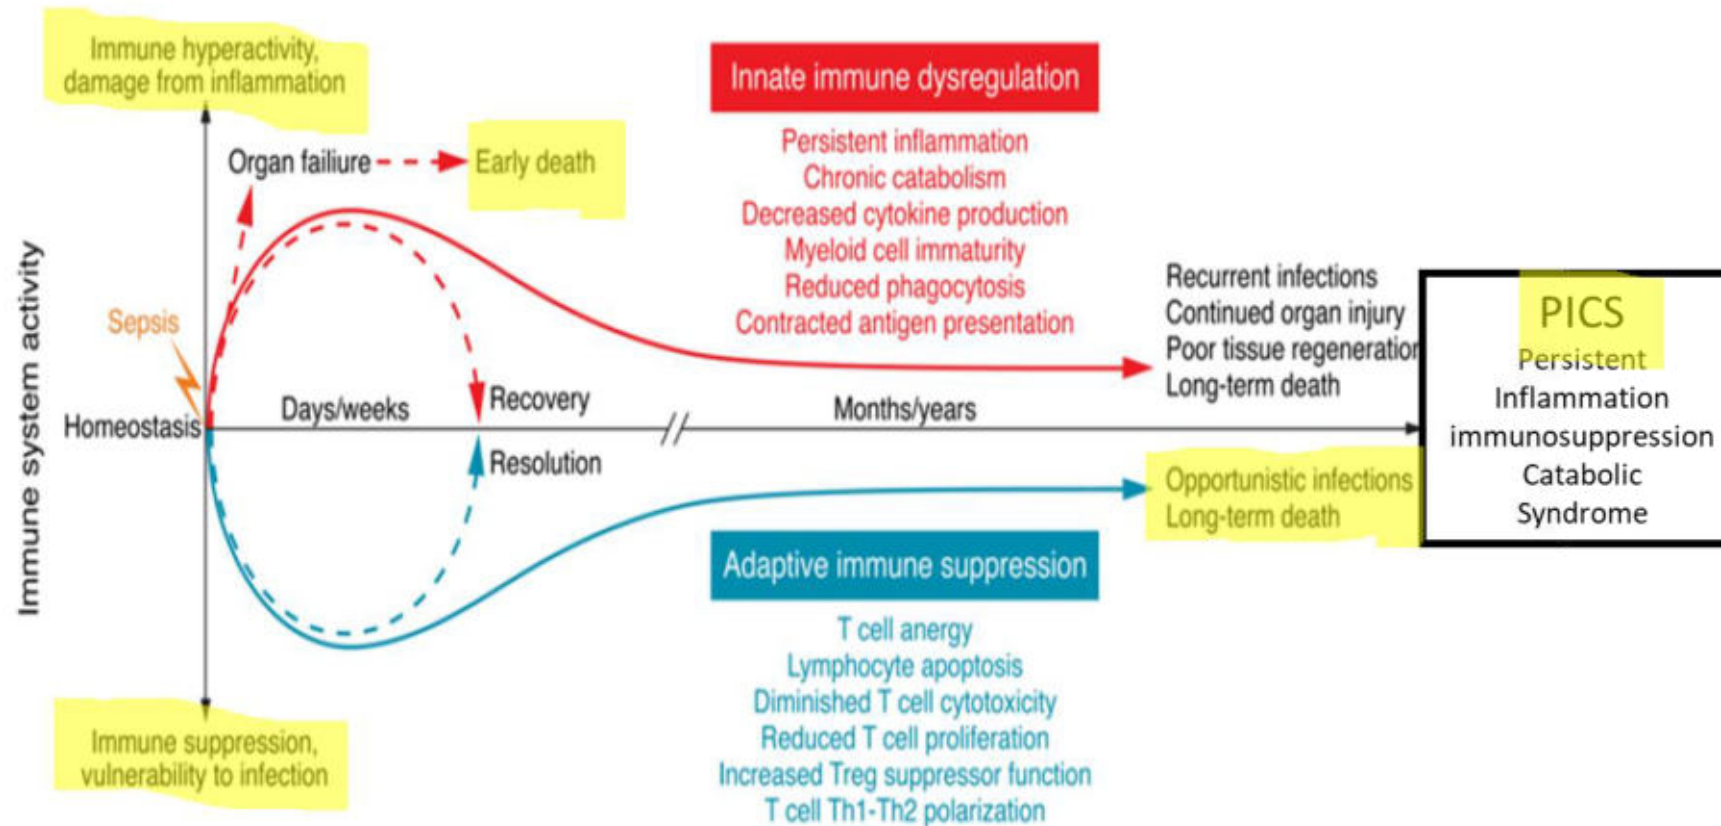 Immune hyperactivity,
damage from inflammation
Organ failiure
Early death
Sepsis
Immune system activity
Homeostasis
Days/weeks
Recovery
Resolution
Months/years
Immune suppression,
vulnerability to infection
Innate immune dysregulation
Persistent inflammation
Chronic catabolism
Decreased cytokine production
Myeloid cell immaturity
Reduced phagocytosis
Contracted antigen presentation
Adaptive immune suppression
T cell anergy
Lymphocyte apoptosis
Diminished T cell cytotoxicity
Reduced T cell proliferation
Increased Treg suppressor function
T cell Th1-Th2 polarization
Recurrent infections
Continued organ injury
Poor tissue regeneration
Long-term death
Opportunistic infections
Long-term death
PICS
Persistent
Inflammation
immunosuppression
Catabolic
Syndrome